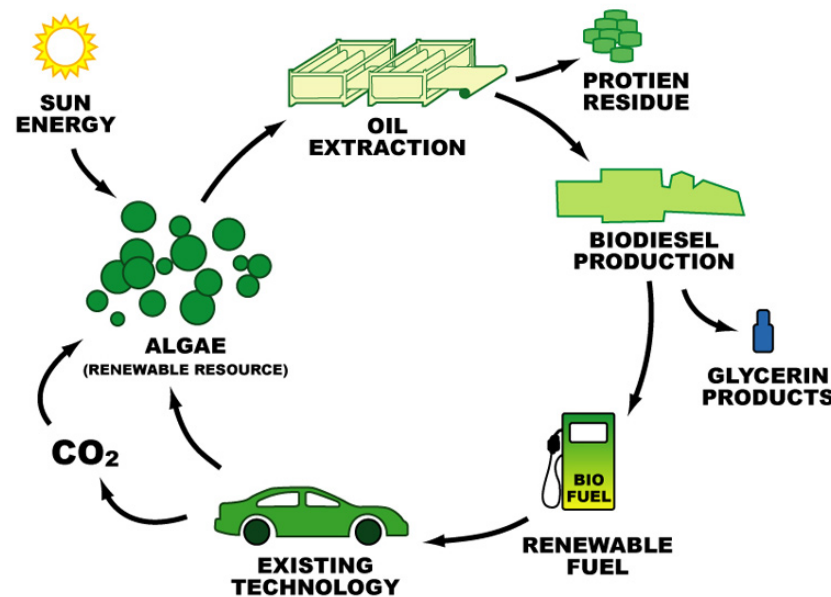 SUN
ENERGY
OIL
EXTRACTION
PROTIEN
RESIDUE
BIODIESEL
PRODUCTION
GLYCERIN
PRODUCTS
BIO
FUEL
RENEWABLE
FUEL
EXISTING
TECHNOLOGY
CO₂
ALGAE
(RENEWABLE RESOURCE)